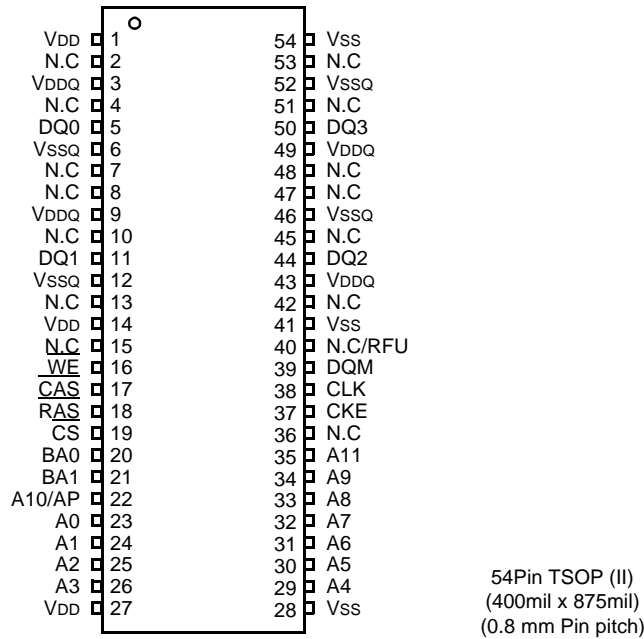 VDD 1 54 VSS
N.C 2 53 N.C
VDDQ 3 52 VSSQ
N.C 4 51 N.C
DQ0 5 50 DQ3
VSSQ 6 49 VDDQ
N.C 7 48 N.C
N.C 8 47 N.C
VDDQ 9 46 VSSQ
N.C 10 45 N.C
DQ1 11 44 DQ2
VSSQ 12 43 VDDQ
N.C 13 42 N.C
VDD 14 41 VSS
N.C 15 40 N.C/RFU
WE 16 39 DQM
CAS 17 38 CLK
RAS 18 37 CKE
CS 19 36 N.C
BA0 20 35 A11
BA1 21 34 A9
A10/AP 22 33 A8
A0 23 32 A7
A1 24 31 A6
A2 25 30 A5
A3 26 29 A4
VDD 27 28 VSS
54Pin TSOP (II)
(400mil x 875mil)
(0.8 mm Pin pitch)